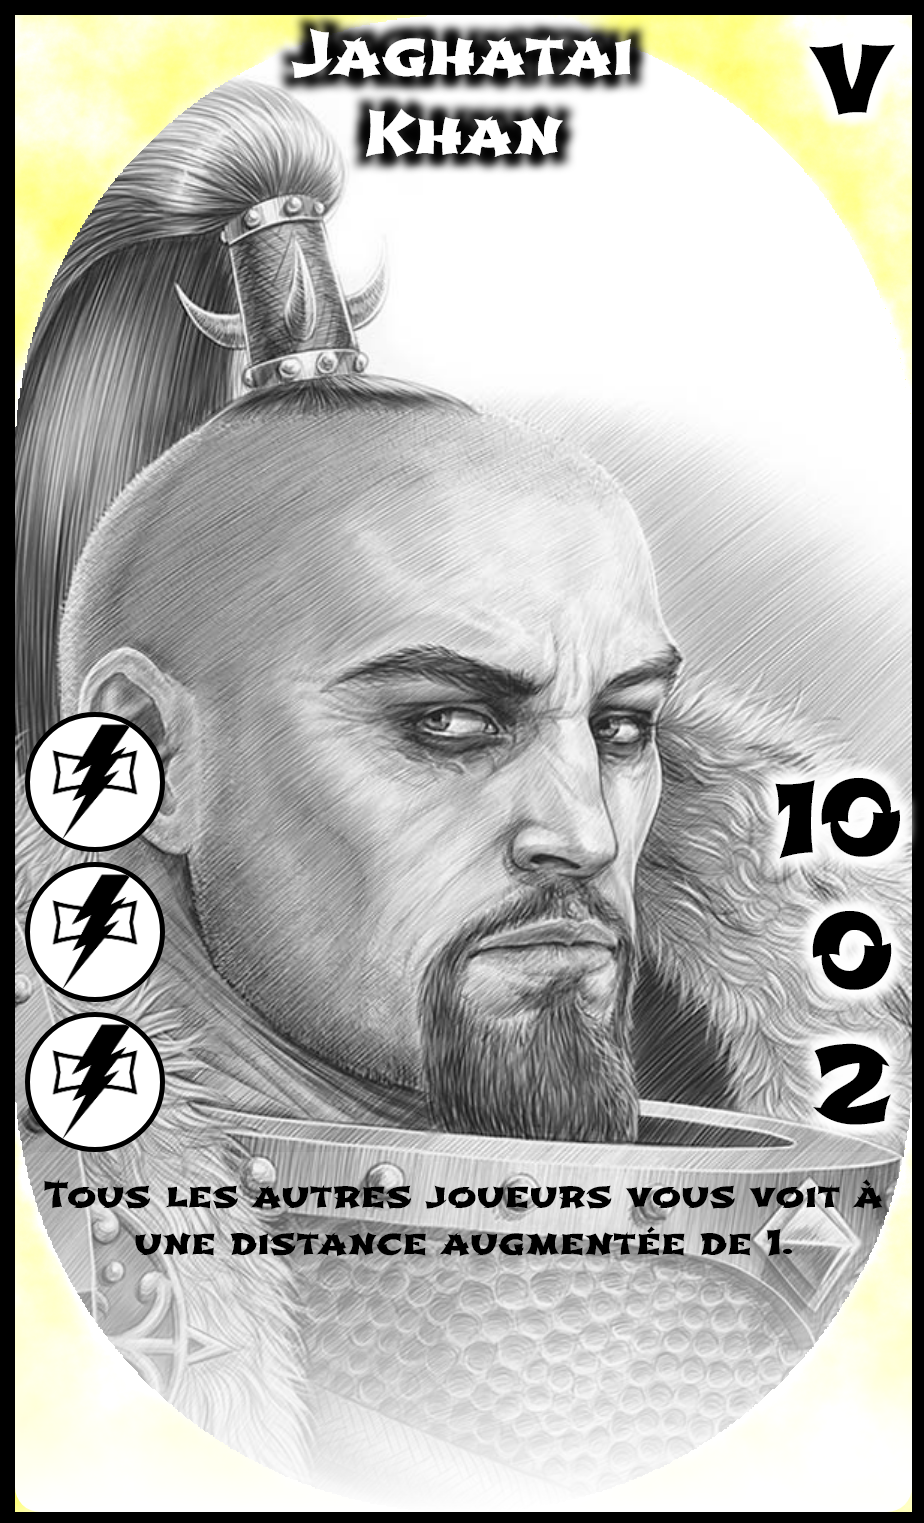 Jaghatai
Khan
V
10
0
2
Tous les autres joueurs vous voit à
une distance augmentée de 1.